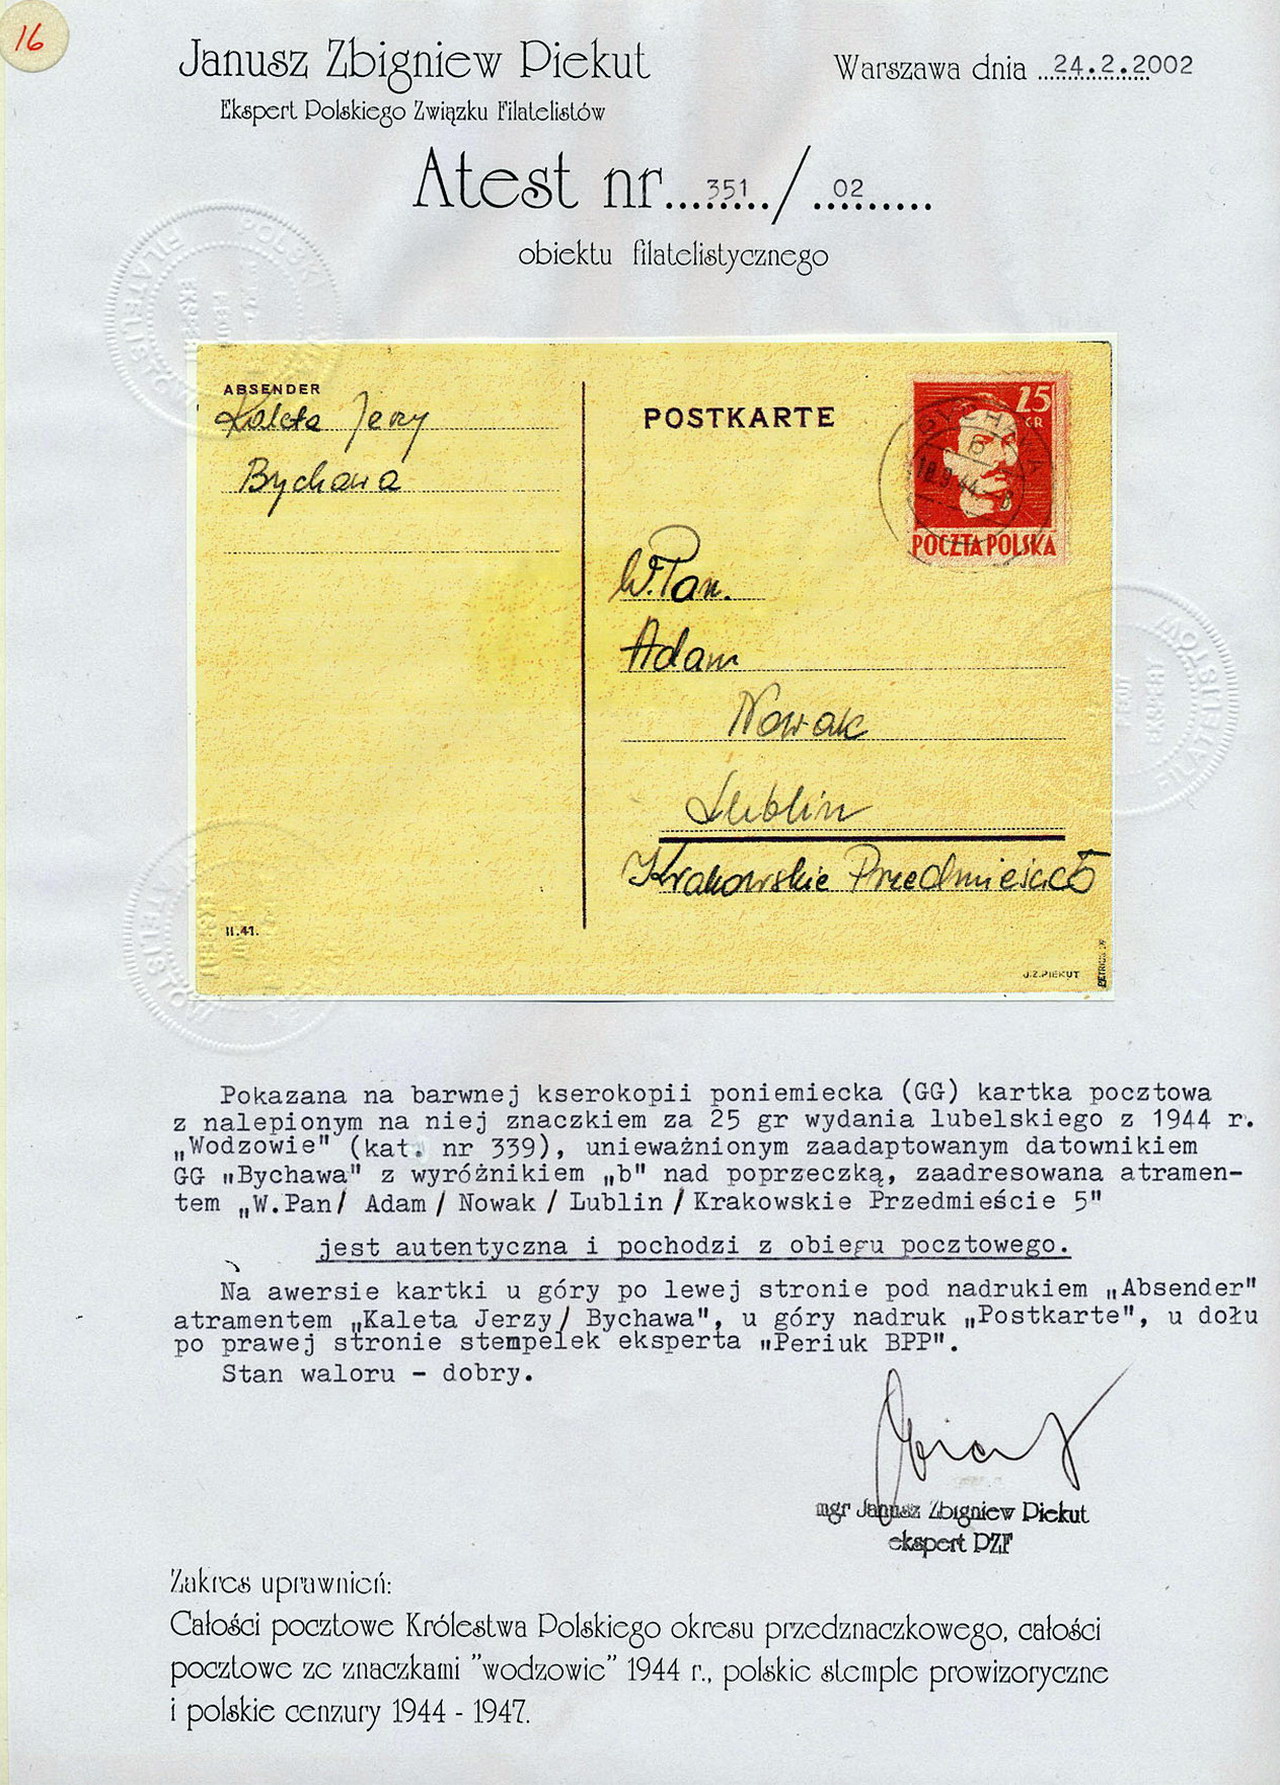 16
Janusz Zbigniew Piekut
Ekspert Polskiego Związku Filatelistów
Warszawa dnia 24.2.2002
Atest nr 351 / 02
obiektu filatelistycznego
ABSENDER
Kaleta Jerzy
Bychawa
POSTKARTE
25
GR
18.9.44
POCZTA POLSKA
W.Pan.
Adam
Nowak
Lublin
Krakowskie Przedmieście 5
II.41.
J.Z.PIEKUT
Pokazana na barwnej kserokopii poniemiecka (GG) kartka pocztowa
z nalepionym na niej znaczkiem za 25 gr wydania lubelskiego z 1944 r.
„Wodzowie" (kat. nr 339), unieważnionym zaadaptowanym datownikiem
GG „Bychawa" z wyróżnikiem „b" nad poprzeczką, zaadresowana atramen-
tem „W.Pan/ Adam/ Nowak/ Lublin/ Krakowskie Przedmieście 5"
jest autentyczna i pochodzi z obiegu pocztowego.
Na awersie kartki u góry po lewej stronie pod nadrukiem „Absender"
atramentem „Kaleta Jerzy/ Bychawa", u góry nadruk „Postkarte", u dołu
po prawej stronie stempelek eksperta „Periuk BPP".
Stan waloru - dobry.
mgr Janusz Zbigniew Piekut
ekspert PZF
Zakres uprawnień:
Całości pocztowe Królestwa Polskiego okresu przedznaczkowego, całości
pocztowe ze znaczkami "wodzowie" 1944 r., polskie stemple prowizoryczne
i polskie cenzury 1944 - 1947.